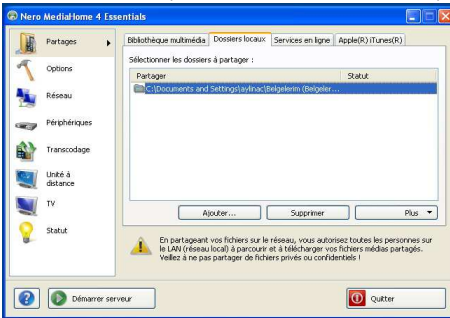 Nero MediaHome 4 Essentials
Partages
Options
Réseau
Périphériques
Transcodage
Unité à
distance
TV
Statut
Bibliothèque multimédia Dossiers locaux Services en ligne Apple(R) iTunes(R)
Sélectionner les dossiers à partager :
Partager Statut
C:\Documents and Settings\aylinac\Belgelerim (Belgeler...
Ajouter... Supprimer Plus
En partageant vos fichiers sur le réseau, vous autorisez toutes les personnes sur
le LAN (réseau local) à parcourir et à télécharger vos fichiers médias partagés.
Veillez à ne pas partager de fichiers privés ou confidentiels !
Démarrer serveur Quitter